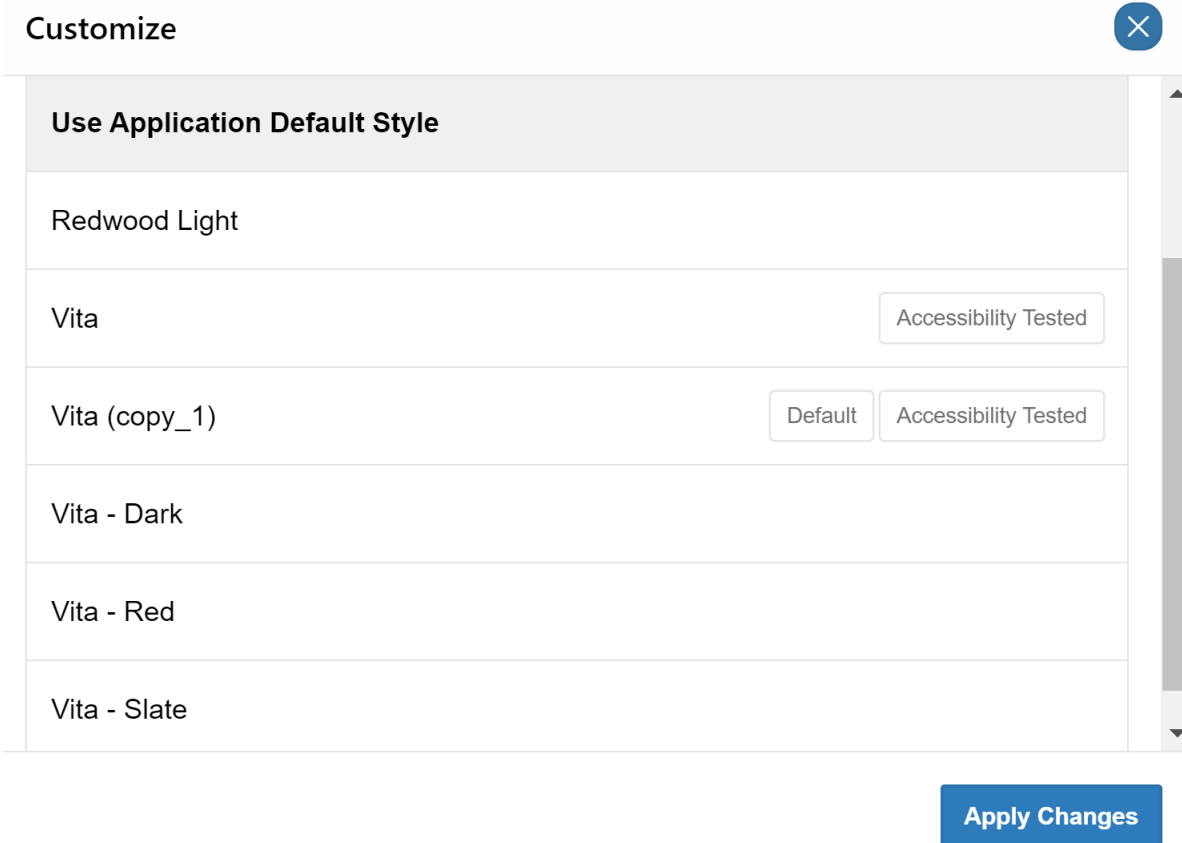 Customize
Use Application Default Style
Redwood Light
Vita
Accessibility Tested
Vita (copy_1)
Default
Accessibility Tested
Vita - Dark
Vita - Red
Vita - Slate
Apply Changes